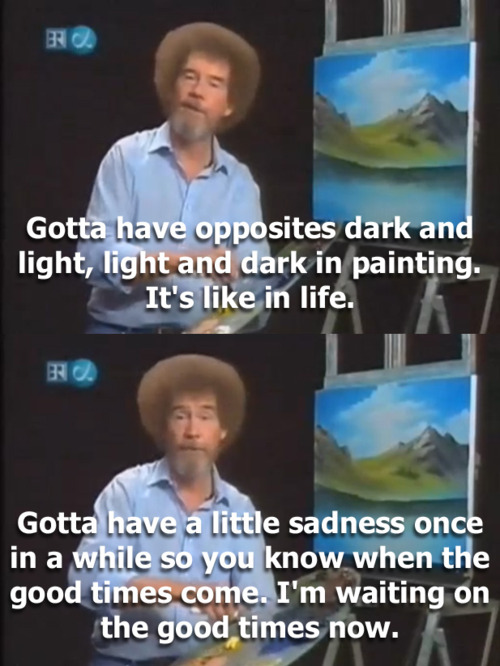 BR α
Gotta have opposites dark and
light, light and dark in painting.
It's like in life.
BR α
Gotta have a little sadness once
in a while so you know when the
good times come. I'm waiting on
the good times now.